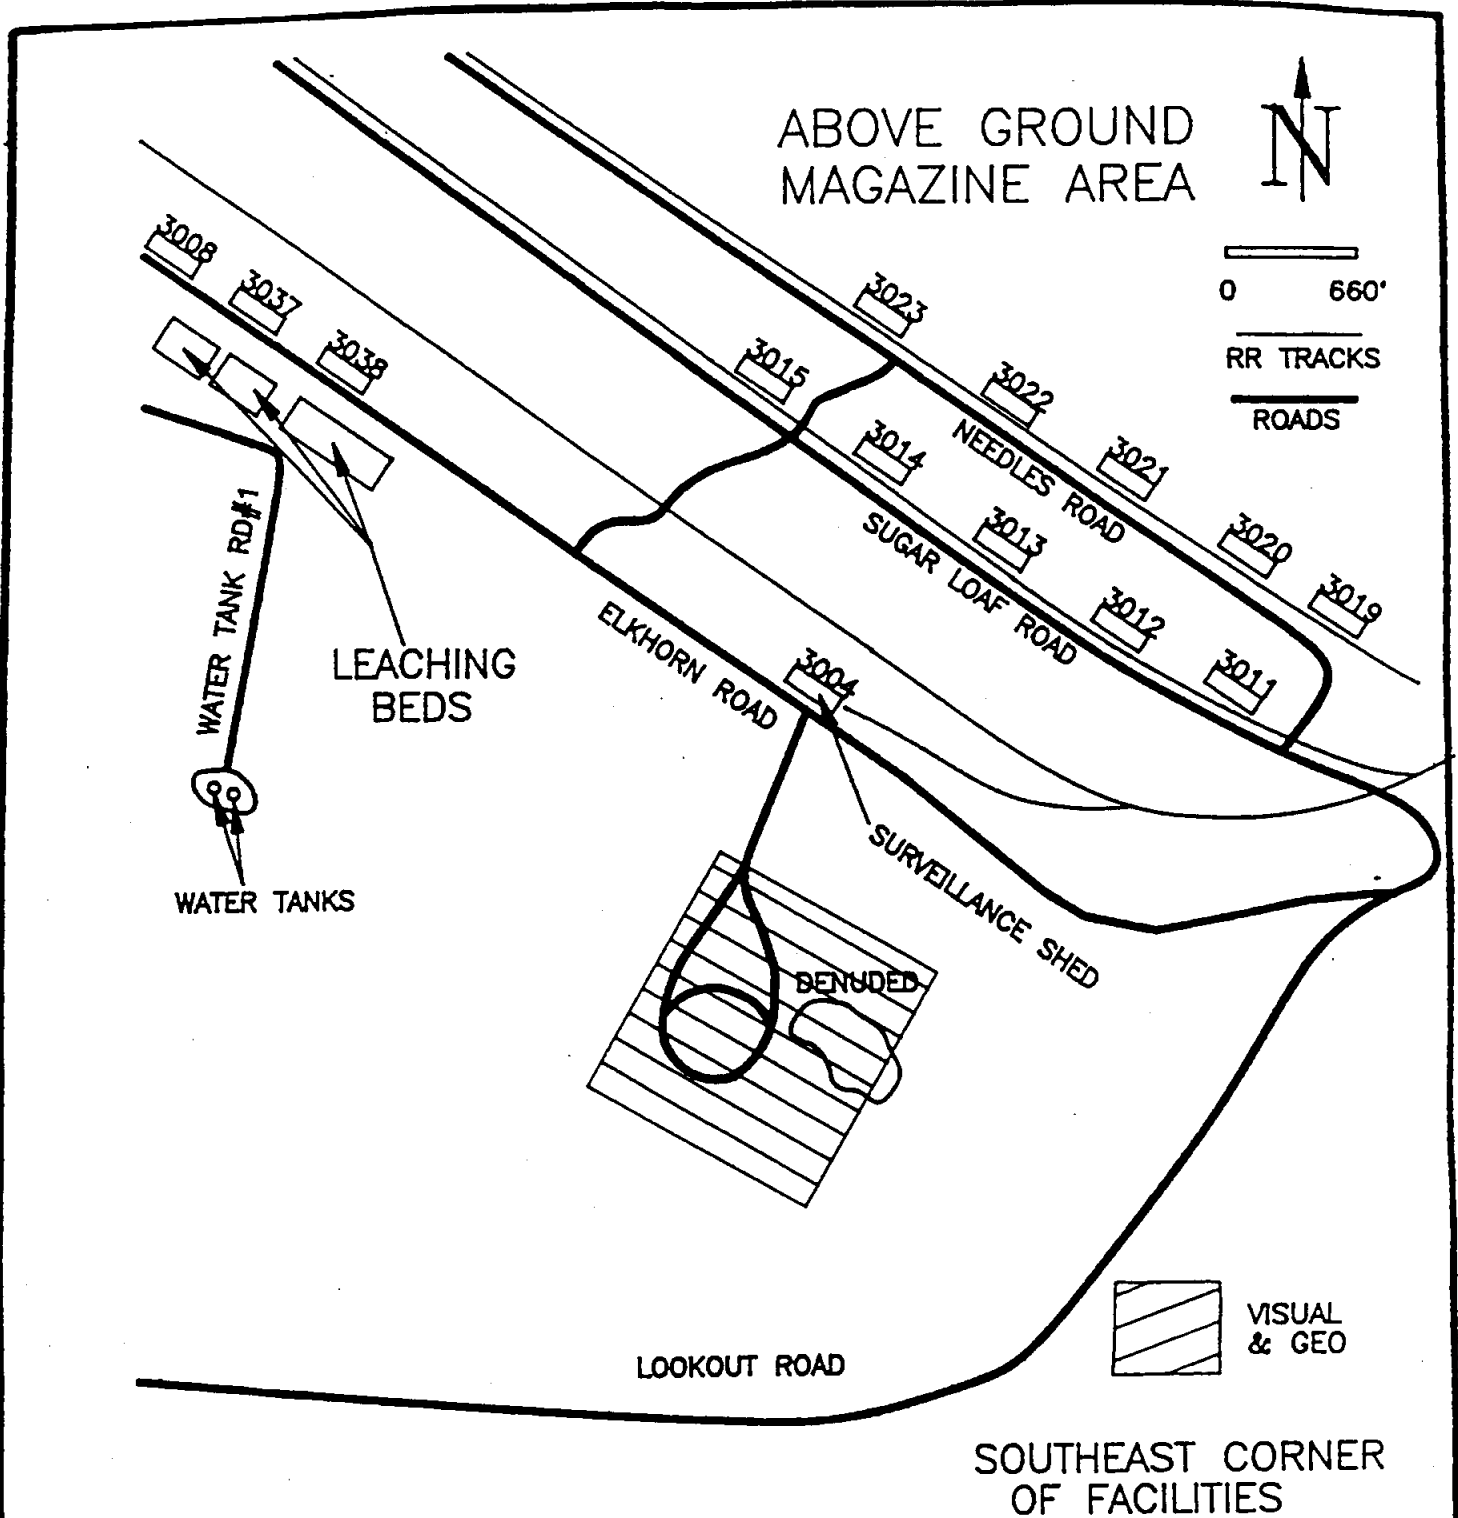 ABOVE GROUND
MAGAZINE AREA
N
0 660'
RR TRACKS
ROADS
3008
3037
3038
3023
3022
3021
3020
3019
3015
3014
3013
3012
3011
3004
NEEDLES ROAD
SUGAR LOAF ROAD
ELKHORN ROAD
WATER TANK RD#1
LEACHING
BEDS
WATER TANKS
SURVEILLANCE SHED
DENUDED
LOOKOUT ROAD
VISUAL
& GEO
SOUTHEAST CORNER
OF FACILITIES